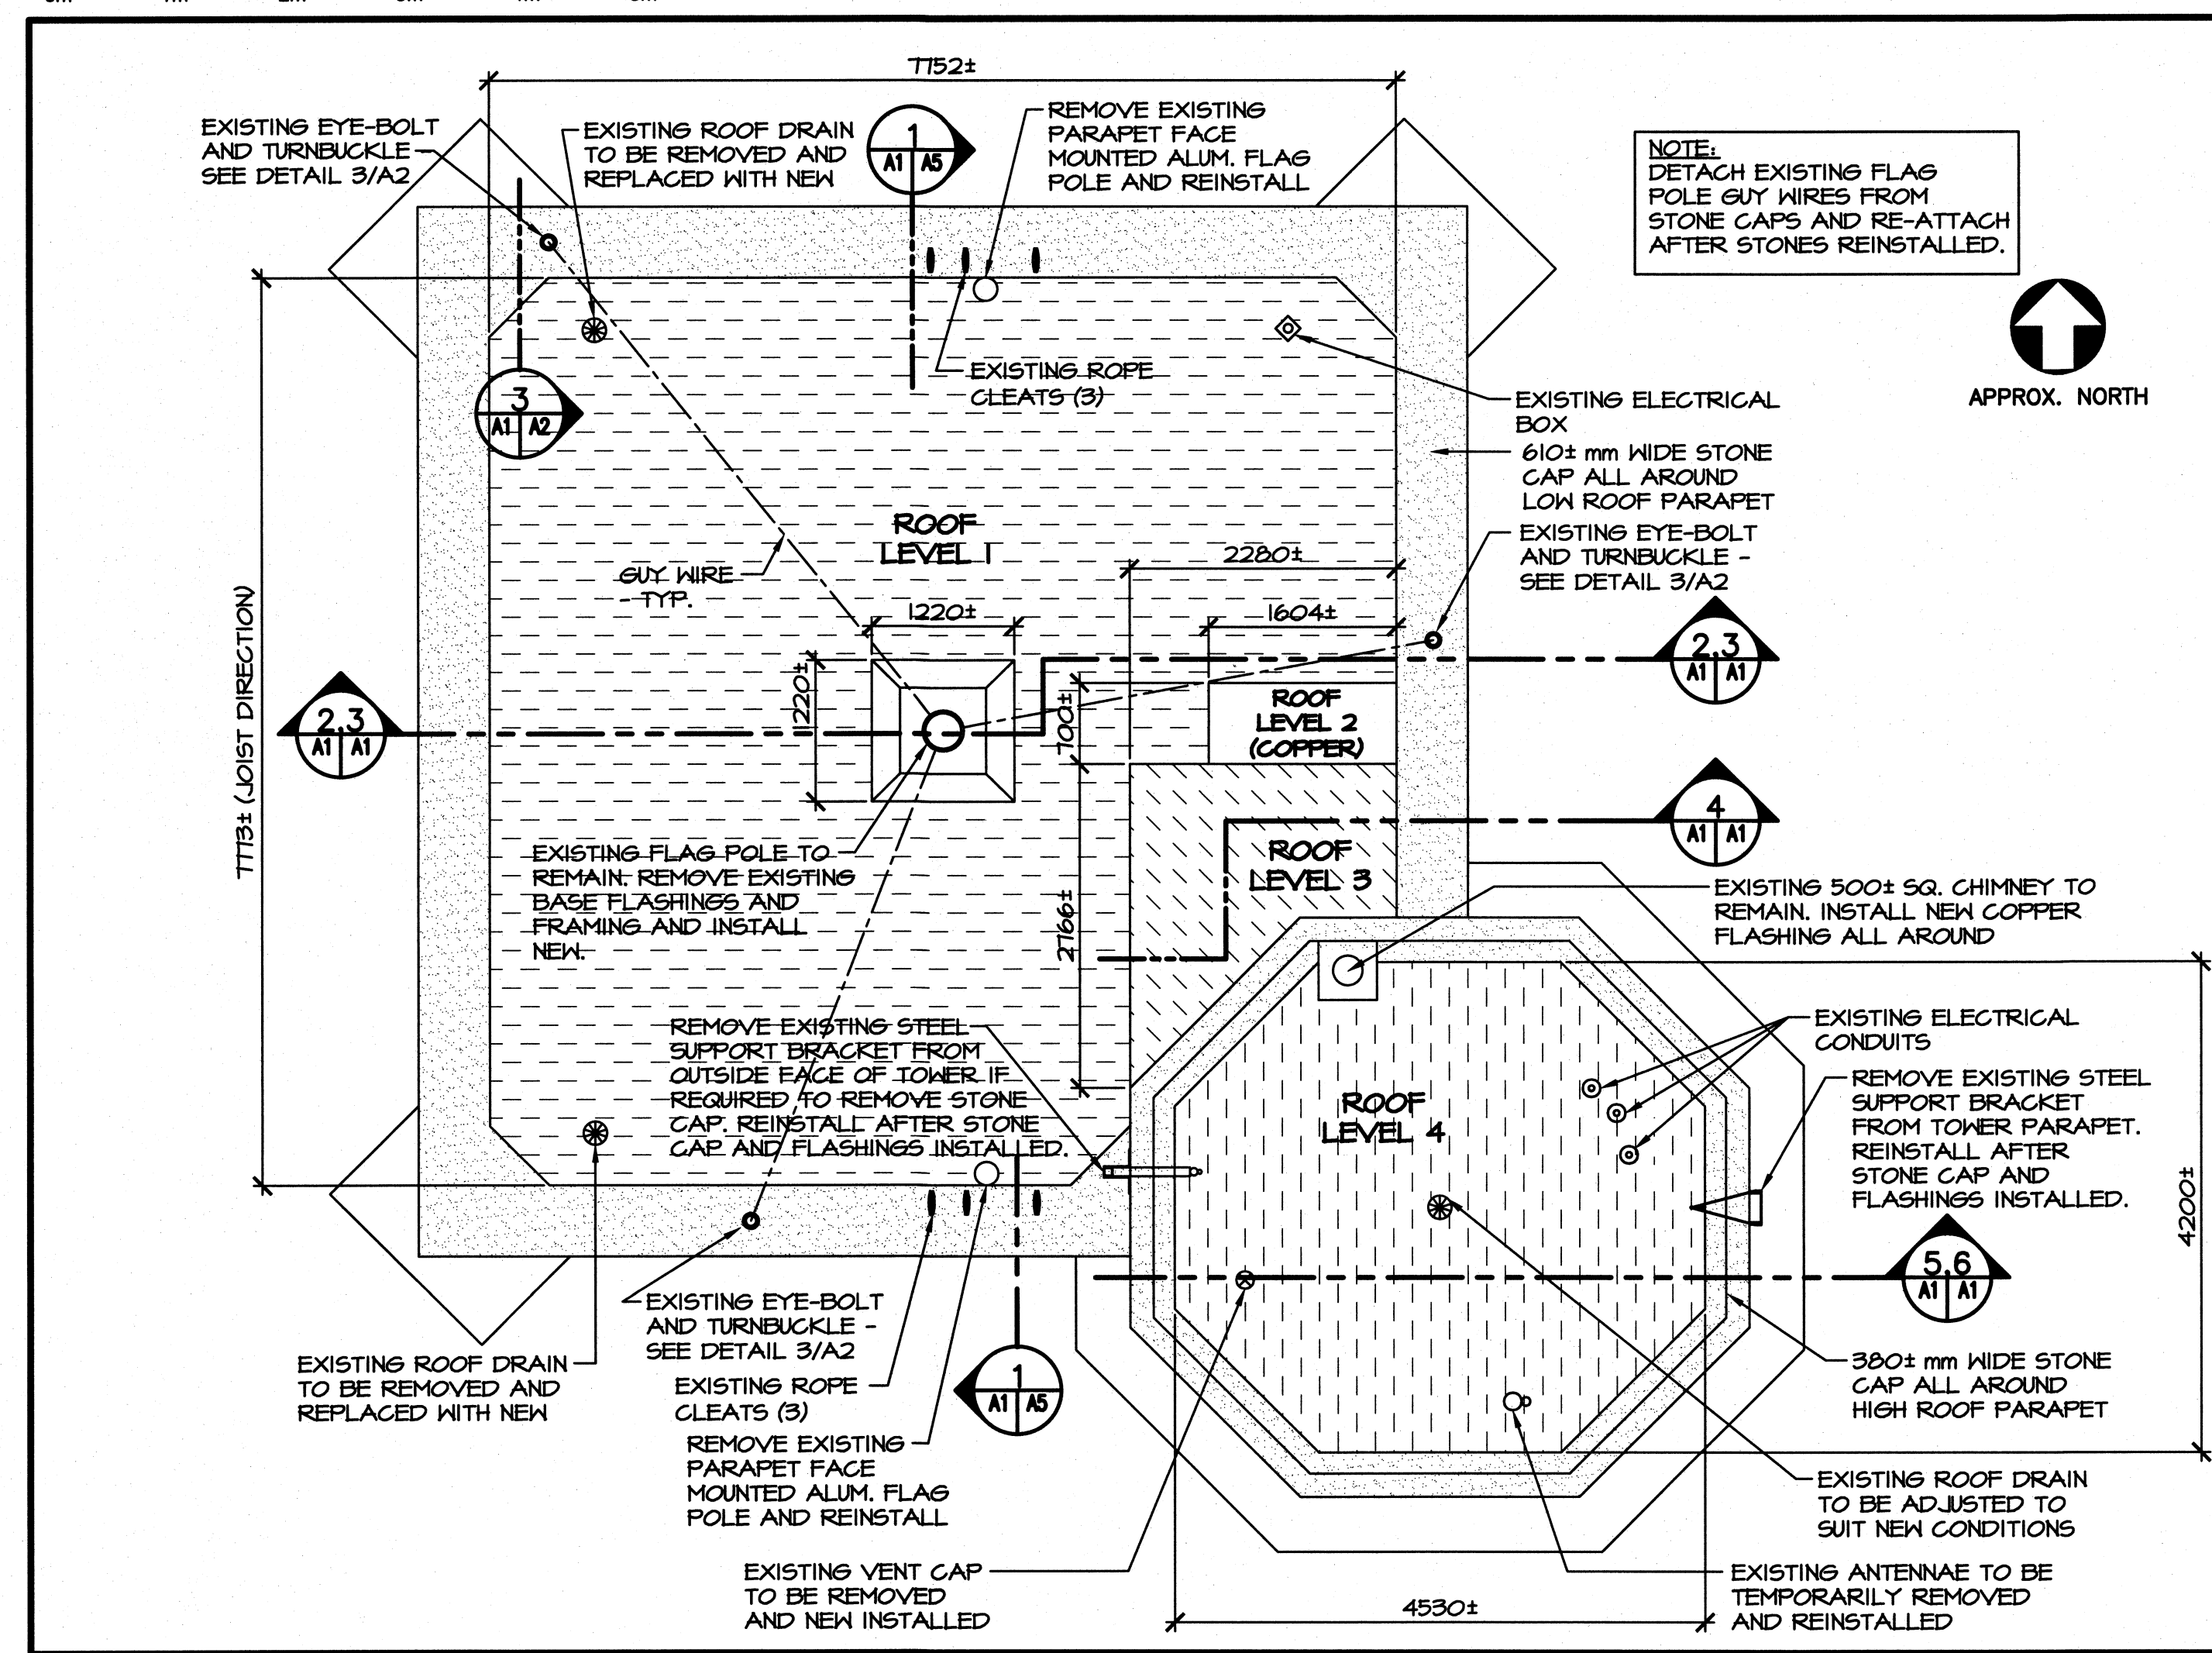 7752±
EXISTING EYE-BOLT
AND TURNBUCKLE
SEE DETAIL 3/A2
EXISTING ROOF DRAIN
TO BE REMOVED AND
REPLACED WITH NEW
1
A1 A5
REMOVE EXISTING
PARAPET FACE
MOUNTED ALUM. FLAG
POLE AND REINSTALL
NOTE:
DETACH EXISTING FLAG
POLE GUY WIRES FROM
STONE CAPS AND RE-ATTACH
AFTER STONES REINSTALLED.
APPROX. NORTH
EXISTING ROPE
CLEATS (3)
3
A1 A2
EXISTING ELECTRICAL
BOX
610± mm WIDE STONE
CAP ALL AROUND
LOW ROOF PARAPET
EXISTING EYE-BOLT
AND TURNBUCKLE -
SEE DETAIL 3/A2
ROOF
LEVEL 1
GUY WIRE
- TYP.
2280±
1220±
1604±
1220±
700±
7773± (JOIST DIRECTION)
2,3
A1 A1
2,3
A1 A1
ROOF
LEVEL 2
(COPPER)
4
A1 A1
ROOF
LEVEL 3
2766±
EXISTING FLAG POLE TO
REMAIN. REMOVE EXISTING
BASE FLASHINGS AND
FRAMING AND INSTALL
NEW.
EXISTING 500± SQ. CHIMNEY TO
REMAIN. INSTALL NEW COPPER
FLASHING ALL AROUND
REMOVE EXISTING STEEL
SUPPORT BRACKET FROM
OUTSIDE FACE OF TOWER IF
REQUIRED TO REMOVE STONE
CAP. REINSTALL AFTER STONE
CAP AND FLASHINGS INSTALLED.
EXISTING ELECTRICAL
CONDUITS
REMOVE EXISTING STEEL
SUPPORT BRACKET
FROM TOWER PARAPET.
REINSTALL AFTER
STONE CAP AND
FLASHINGS INSTALLED.
ROOF
LEVEL 4
4200±
5,6
A1 A1
EXISTING EYE-BOLT
AND TURNBUCKLE -
SEE DETAIL 3/A2
EXISTING ROOF DRAIN
TO BE REMOVED AND
REPLACED WITH NEW
EXISTING ROPE
CLEATS (3)
1
A1 A5
REMOVE EXISTING
PARAPET FACE
MOUNTED ALUM. FLAG
POLE AND REINSTALL
380± mm WIDE STONE
CAP ALL AROUND
HIGH ROOF PARAPET
EXISTING ROOF DRAIN
TO BE ADJUSTED TO
SUIT NEW CONDITIONS
EXISTING VENT CAP
TO BE REMOVED
AND NEW INSTALLED
4530±
EXISTING ANTENNAE TO BE
TEMPORARILY REMOVED
AND REINSTALLED